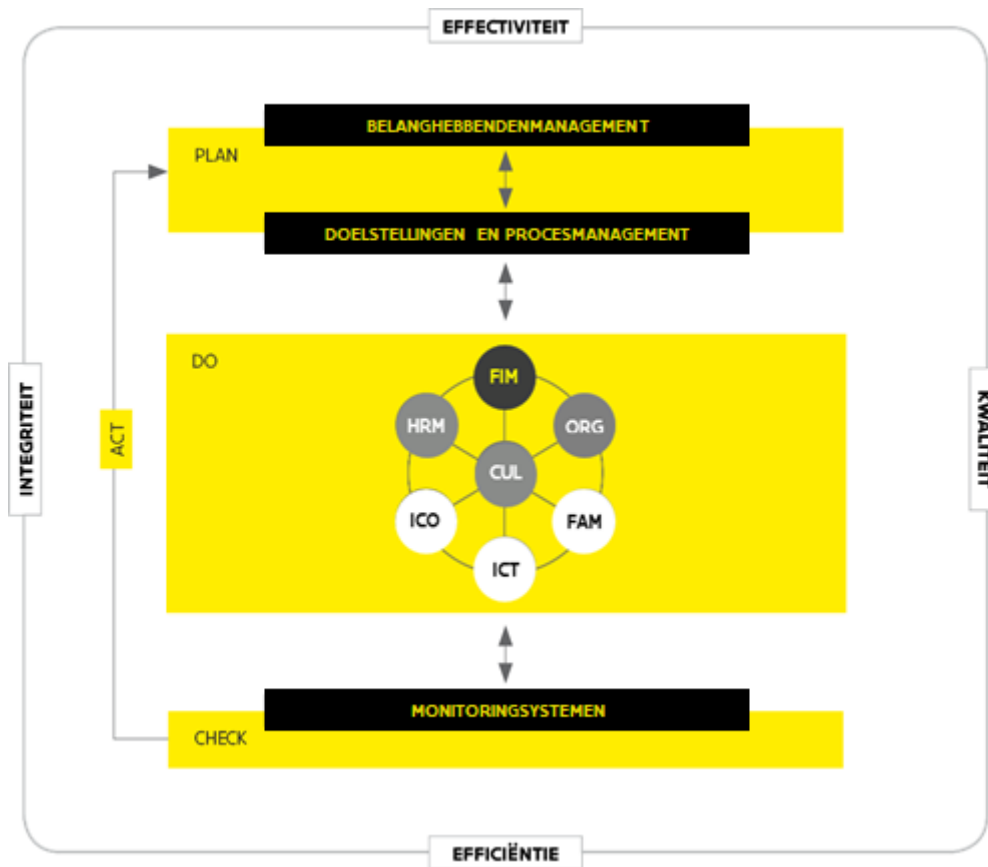 EFFECTIVITEIT
BELANGHEBBENDENMANAGEMENT
PLAN
DOELSTELLINGEN EN PROCESMANAGEMENT
DO
FIM
HRM
ORG
CUL
ICO
FAM
ICT
INTEGRITEIT
ACT
KWALITEIT
MONITORINGSYSTEMEN
CHECK
EFFICIËNTIE